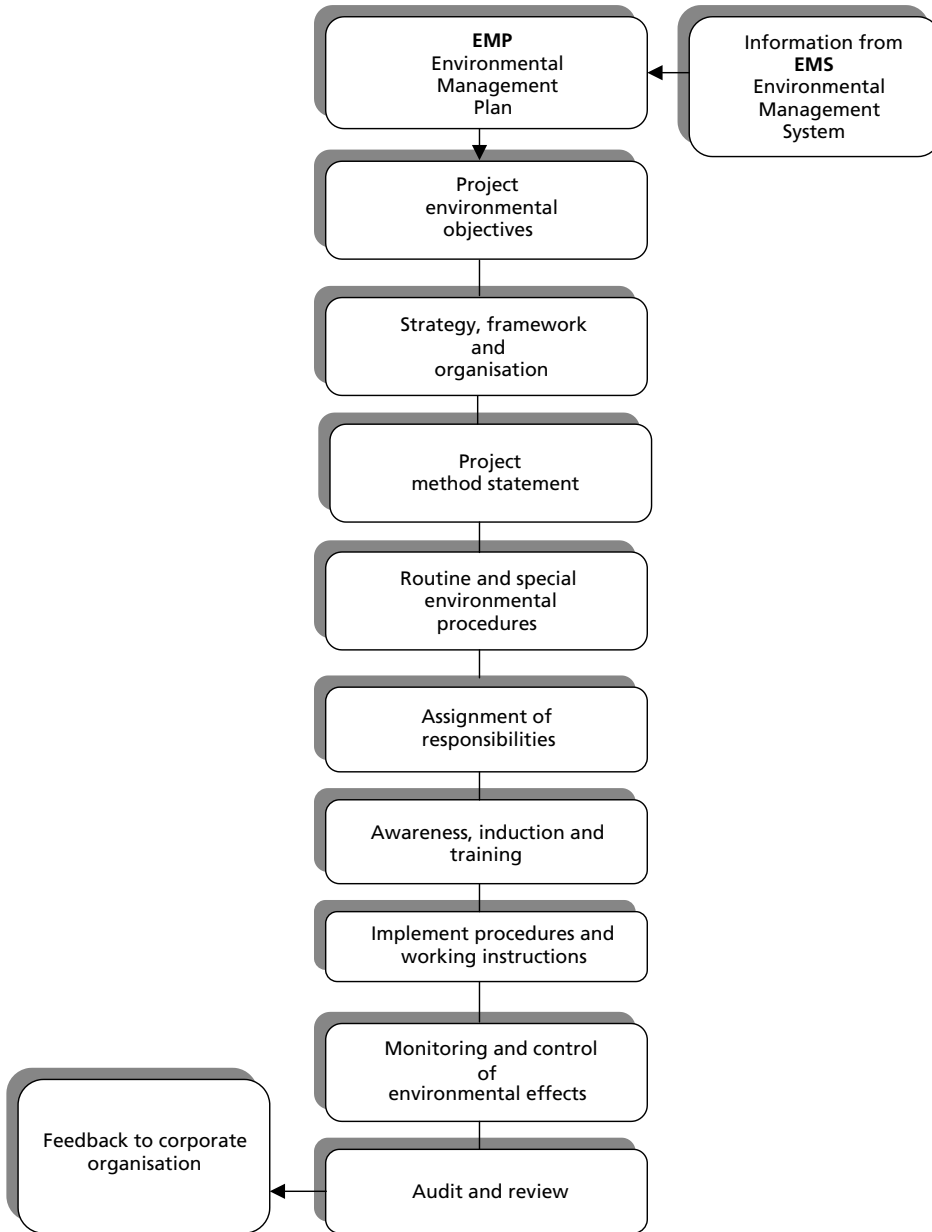 EMP
Environmental
Management
Plan
Information from
EMS
Environmental
Management
System
Project
environmental
objectives
Strategy, framework
and
organisation
Project
method statement
Routine and special
environmental
procedures
Assignment of
responsibilities
Awareness, induction and
training
Implement procedures and
working instructions
Monitoring and control
of
environmental effects
Feedback to corporate
organisation
Audit and review